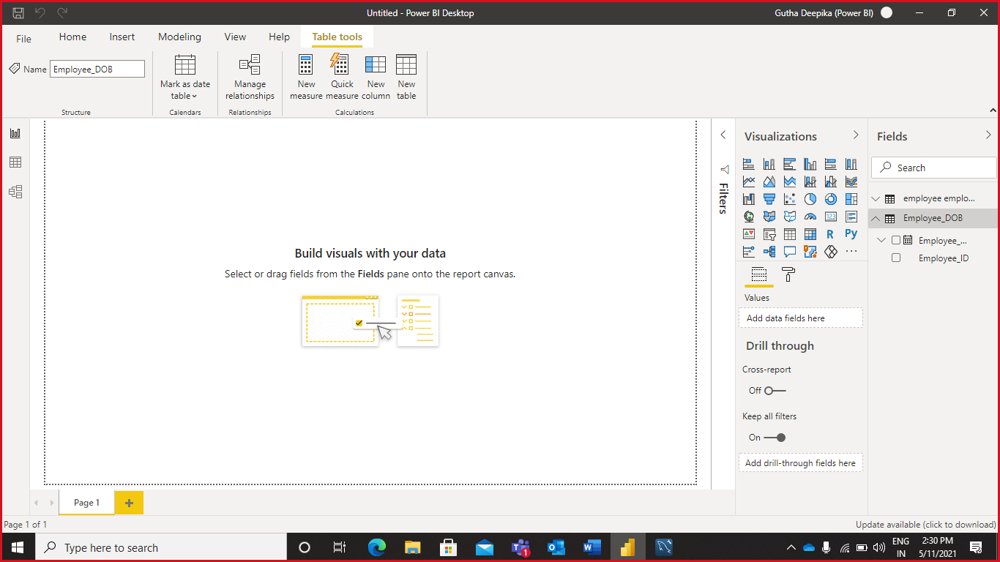 Untitled - Power BI Desktop
Gutha Deepika (Power BI)
File Home Insert Modeling View Help Table tools
Name Employee_DOB
Mark as date table
Manage relationships
New measure
Quick measure
New column
New table
Structure
Calendars
Relationships
Calculations
Filters
Visualizations
R
Py
123
Values
Add data fields here
Drill through
Cross-report
Off
Keep all filters
On
Add drill-through fields here
Fields
Search
employee emplo...
Employee_DOB
Employee_...
Employee_ID
Build visuals with your data
Select or drag fields from the Fields pane onto the report canvas.
Page 1
Page 1 of 1
Update available (click to download)
Type here to search
1
ENG
IN
2:30 PM
5/11/2021